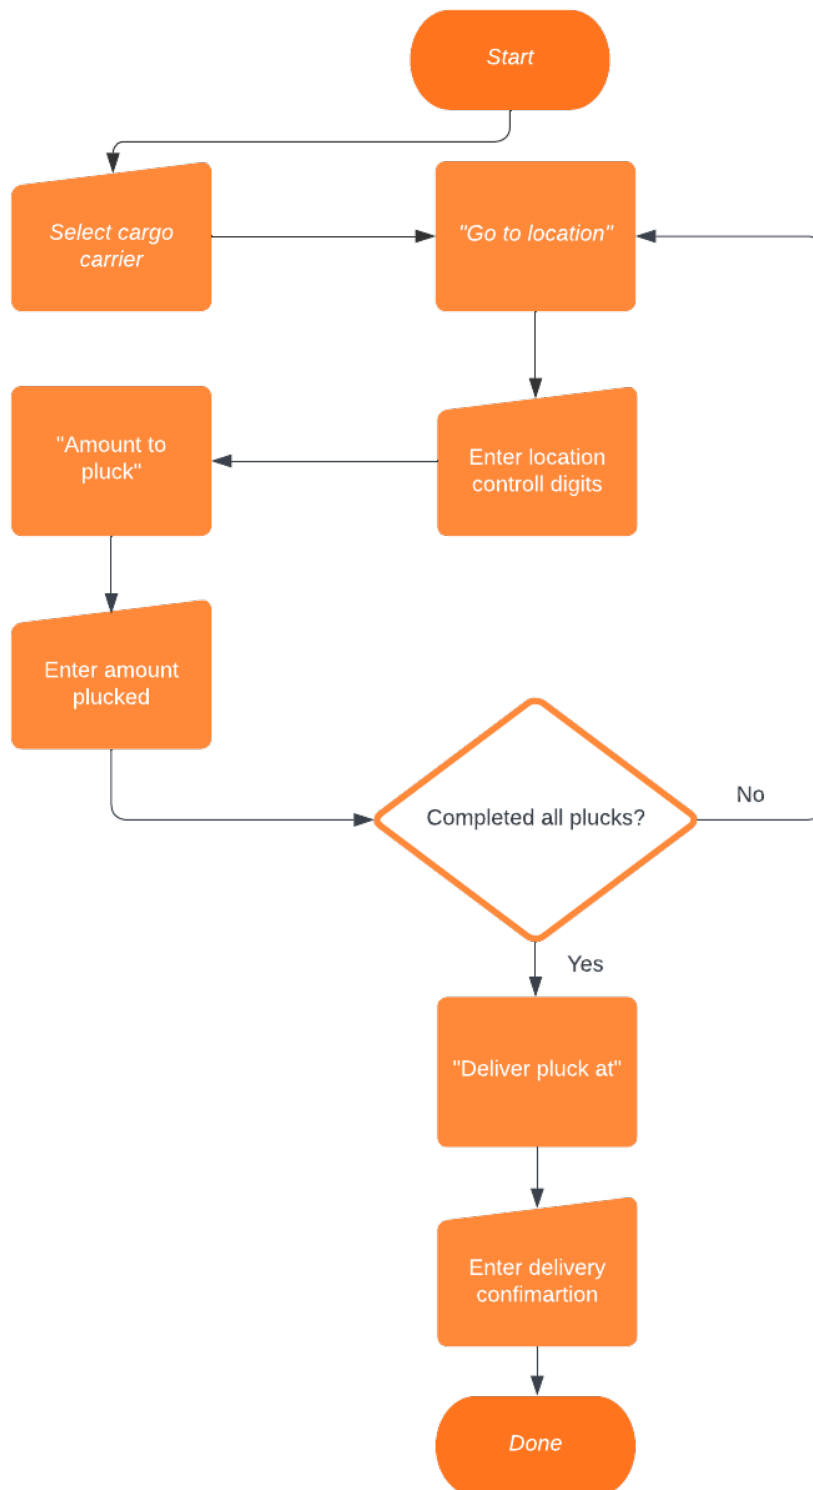 Start
Select cargo
carrier
"Go to location"
Enter location
controll digits
"Amount to
pluck"
Enter amount
plucked
Completed all plucks?
No
Yes
"Deliver pluck at"
Enter delivery
confimartion
Done